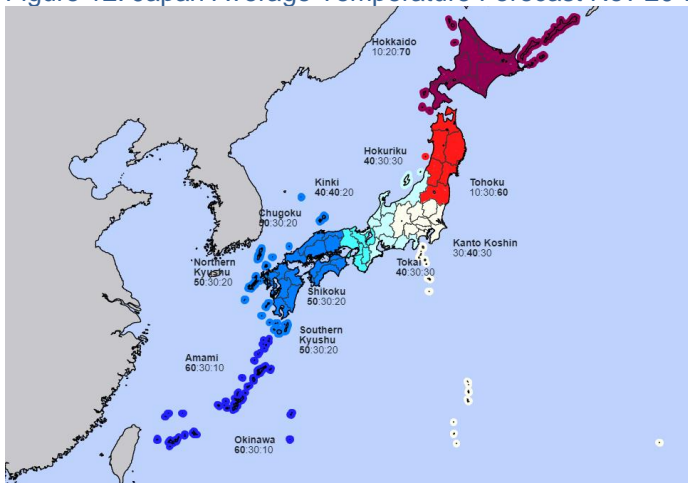 Hokkaido
10:20:70
Hokuriku
40:30:30
Kinki
40:40:20
Tohoku
10:30:60
Chugoku
50:30:20
Kanto Koshin
30:40:30
Northern
Kyushu
50:30:20
Tokai
40:30:30
Shikoku
50:30:20
Southern
Kyushu
50:30:20
Amami
60:30:10
Okinawa
60:30:10